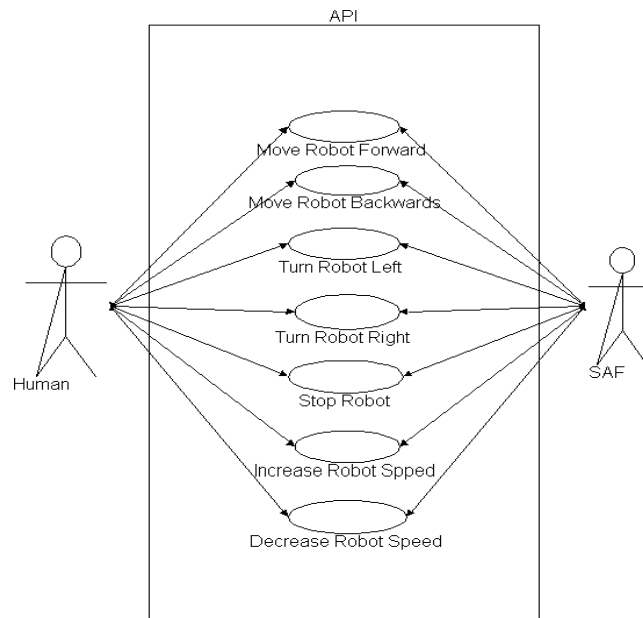 API
Move Robot Forward
Move Robot Backwards
Turn Robot Left
Turn Robot Right
Human
SAF
Stop Robot
Increase Robot Spped
Decrease Robot Speed